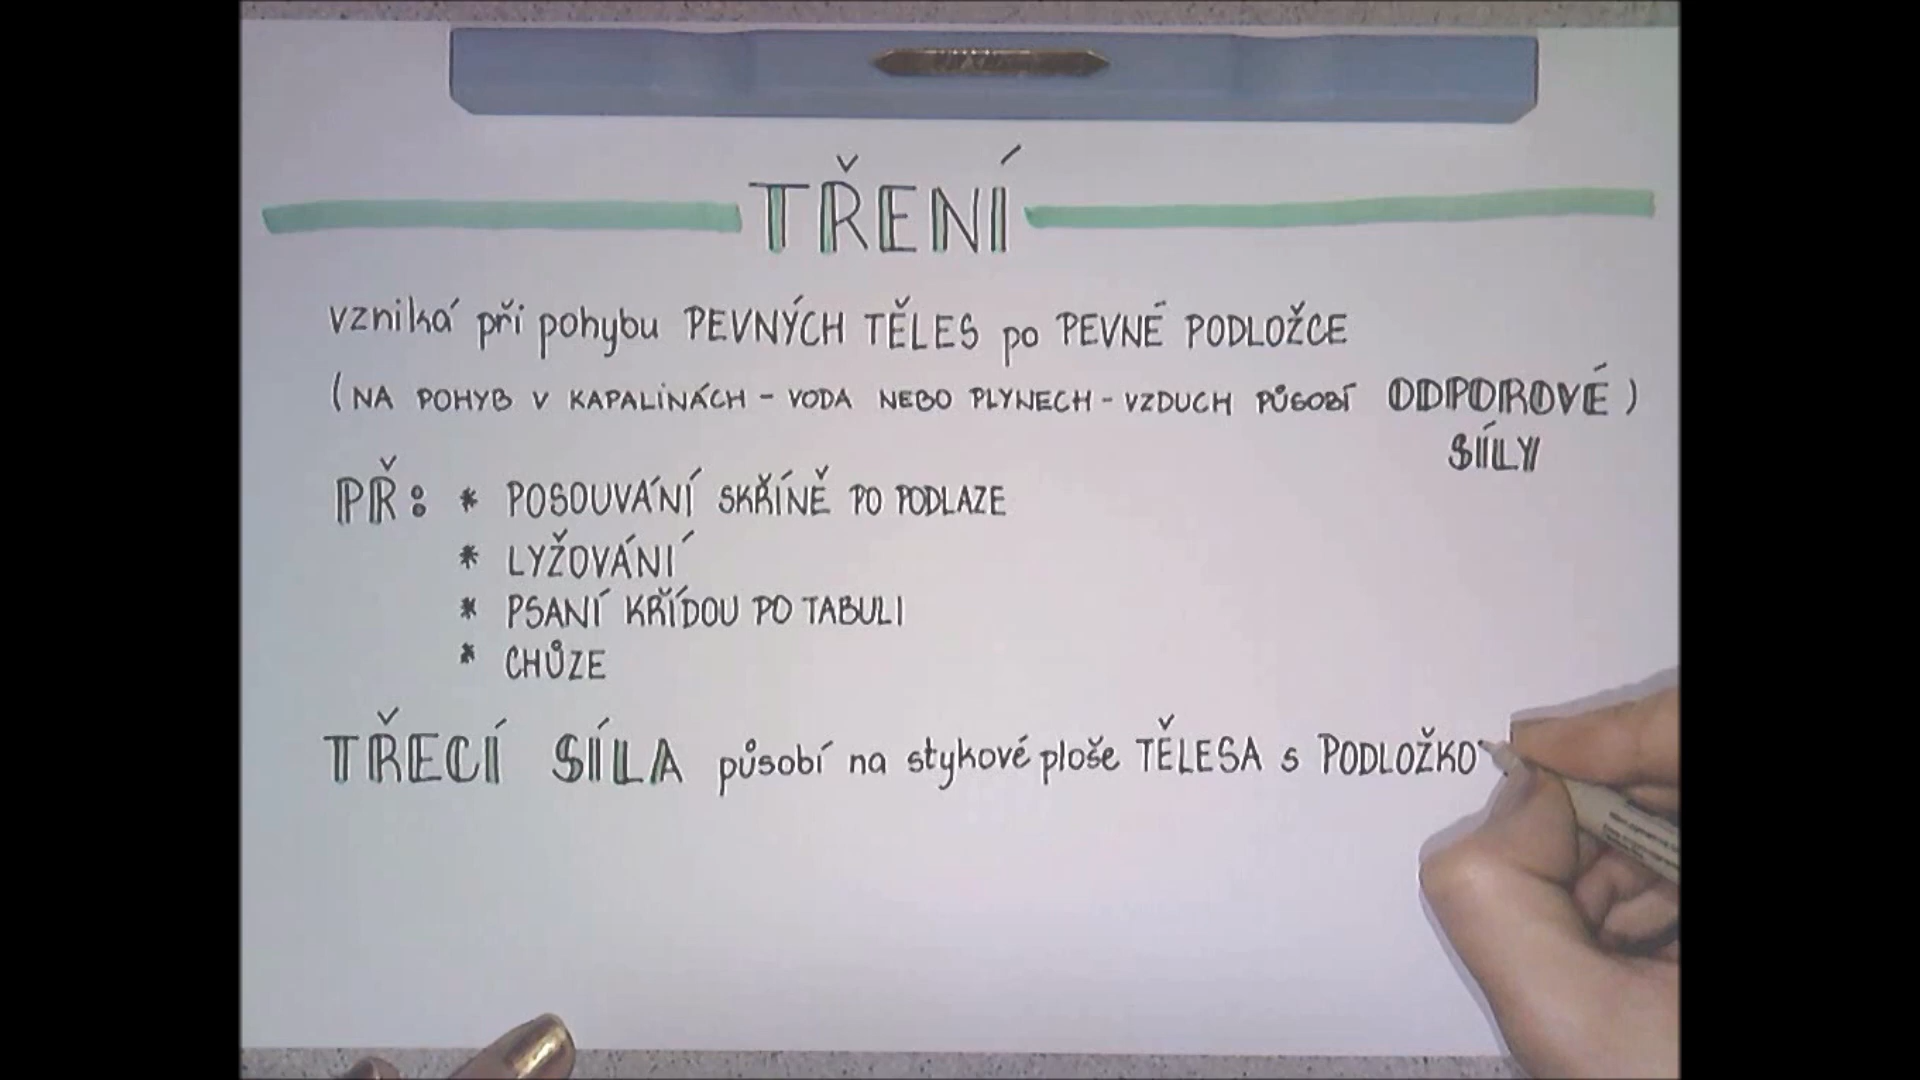 TŘENÍ
vzniká při pohybu PEVNÝCH TĚLES po PEVNÉ PODLOŽCE
(NA POHYB V KAPALINÁCH - VODA NEBO PLYNECH - VZDUCH PŮSOBÍ ODPOROVÉ)
SÍLY
PŘ: * POSOUVÁNÍ SKŘÍNĚ PO PODLAZE
* LYŽOVÁNÍ
* PSANÍ KŘÍDOU PO TABULI
* CHŮZE
TŘECÍ SÍLA působí na stykové ploše TĚLESA s PODLOŽKO